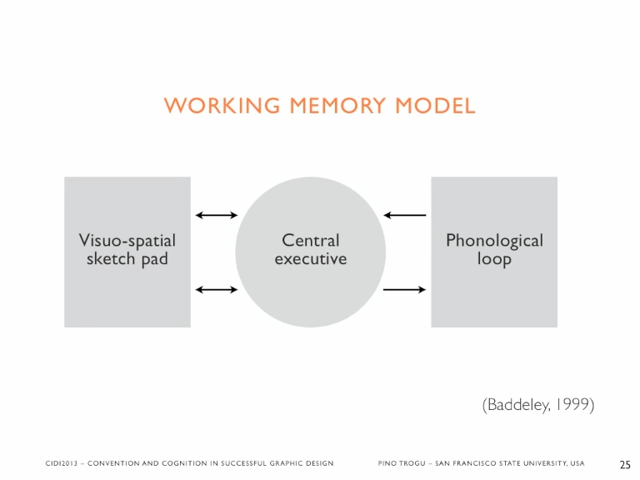 WORKING MEMORY MODEL
Visuo-spatial
sketch pad
Central
executive
Phonological
loop
(Baddeley, 1999)
CIDI2013 – CONVENTION AND COGNITION IN SUCCESSFUL GRAPHIC DESIGN
PINO TROGU – SAN FRANCISCO STATE UNIVERSITY, USA
25